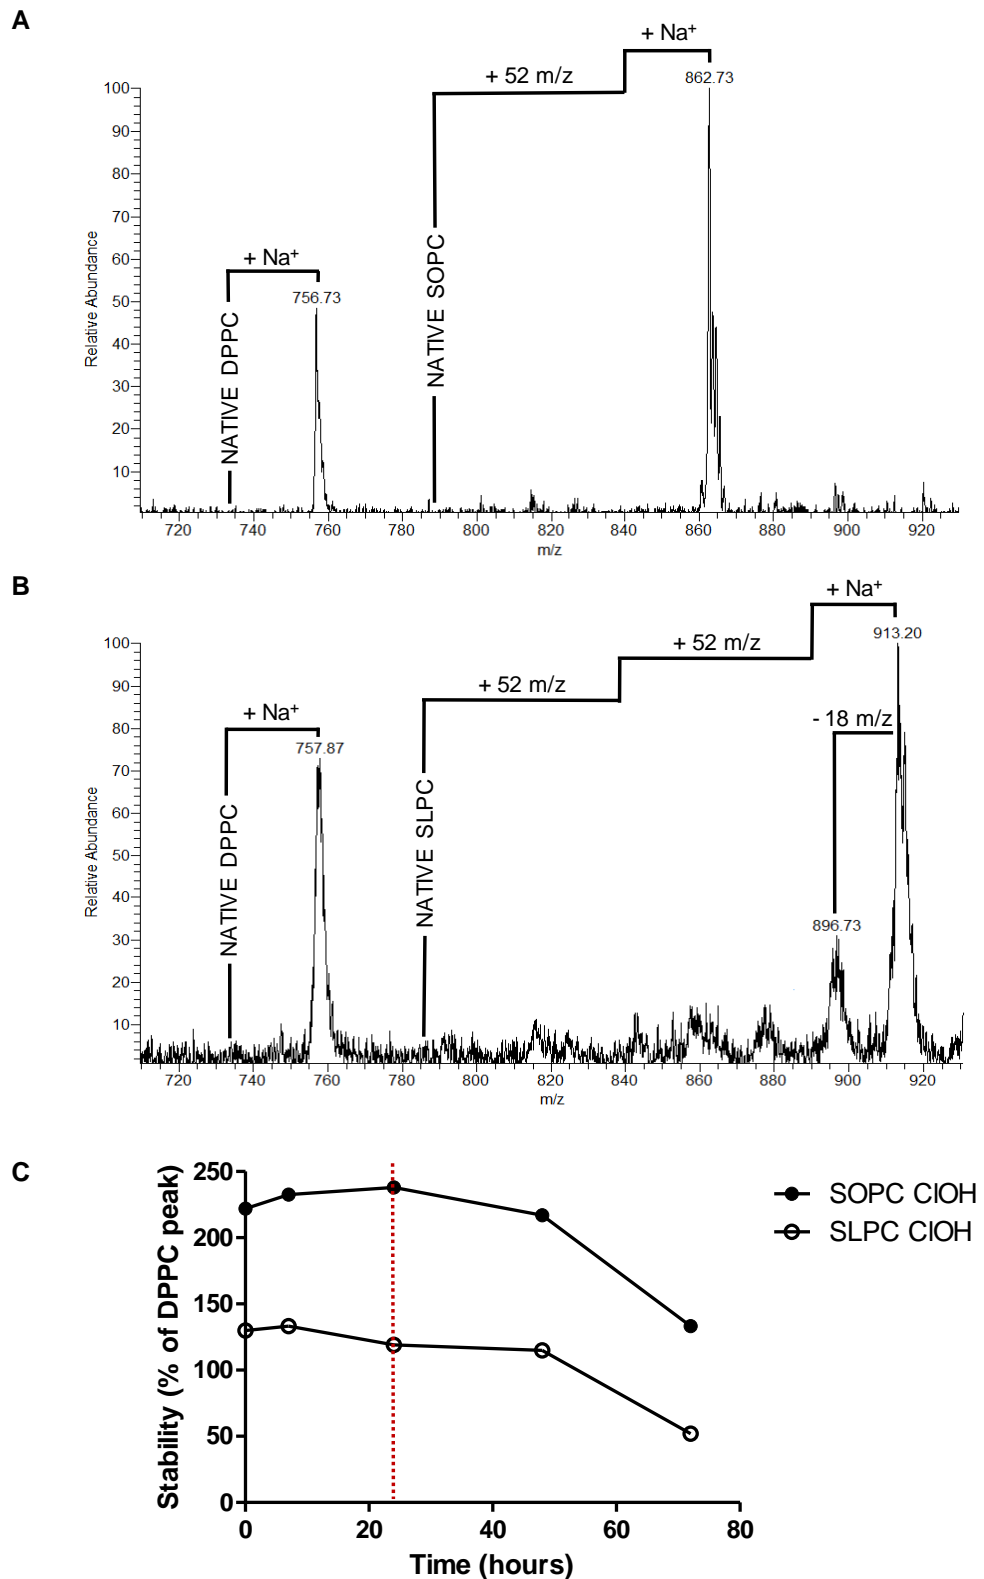 A
+ Na⁺
+ 52 m/z
862.73
100
90
80
70
60
50
40
30
20
10
Relative Abundance
+ Na⁺
756.73
NATIVE DPPC
NATIVE SOPC
720 740 760 780 800 820 840 860 880 900 920
m/z
B
+ Na⁺
+ 52 m/z
+ 52 m/z
913.20
100
90
80
70
60
50
40
30
20
10
Relative Abundance
+ Na⁺
757.87
- 18 m/z
896.73
NATIVE DPPC
NATIVE SLPC
720 740 760 780 800 820 840 860 880 900 920
m/z
C
250
200
150
100
50
0
Stability (% of DPPC peak)
SOPC ClOH
SLPC ClOH
0 20 40 60 80
Time (hours)